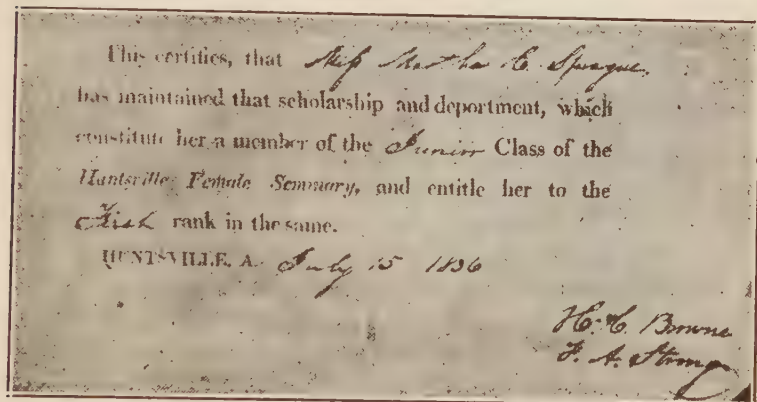 This certifies, that Miss Martha C. Sprague,
has maintained that scholarship and deportment, which
constitute her a member of the Junior Class of the
Huntsville Female Seminary, and entitle her to the
First rank in the same.
HUNTSVILLE, A. July 15 1836
H. C. Browne
F. A. Strong